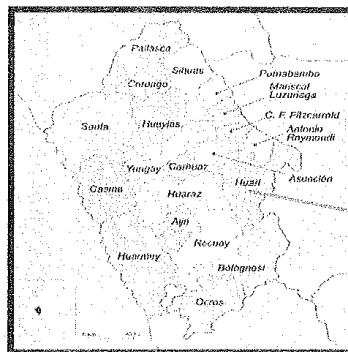 Pallasca
Sihuas
Corongo
Pomabamba
Mariscal
Luzuriaga
C. F. Fitzcarrald
Santa
Huaylas
Antonio
Raymondi
Yungay
Carhuaz
Asunción
Casma
Huari
Huaraz
Aija
Recuay
Huarmey
Bolognesi
Ocros